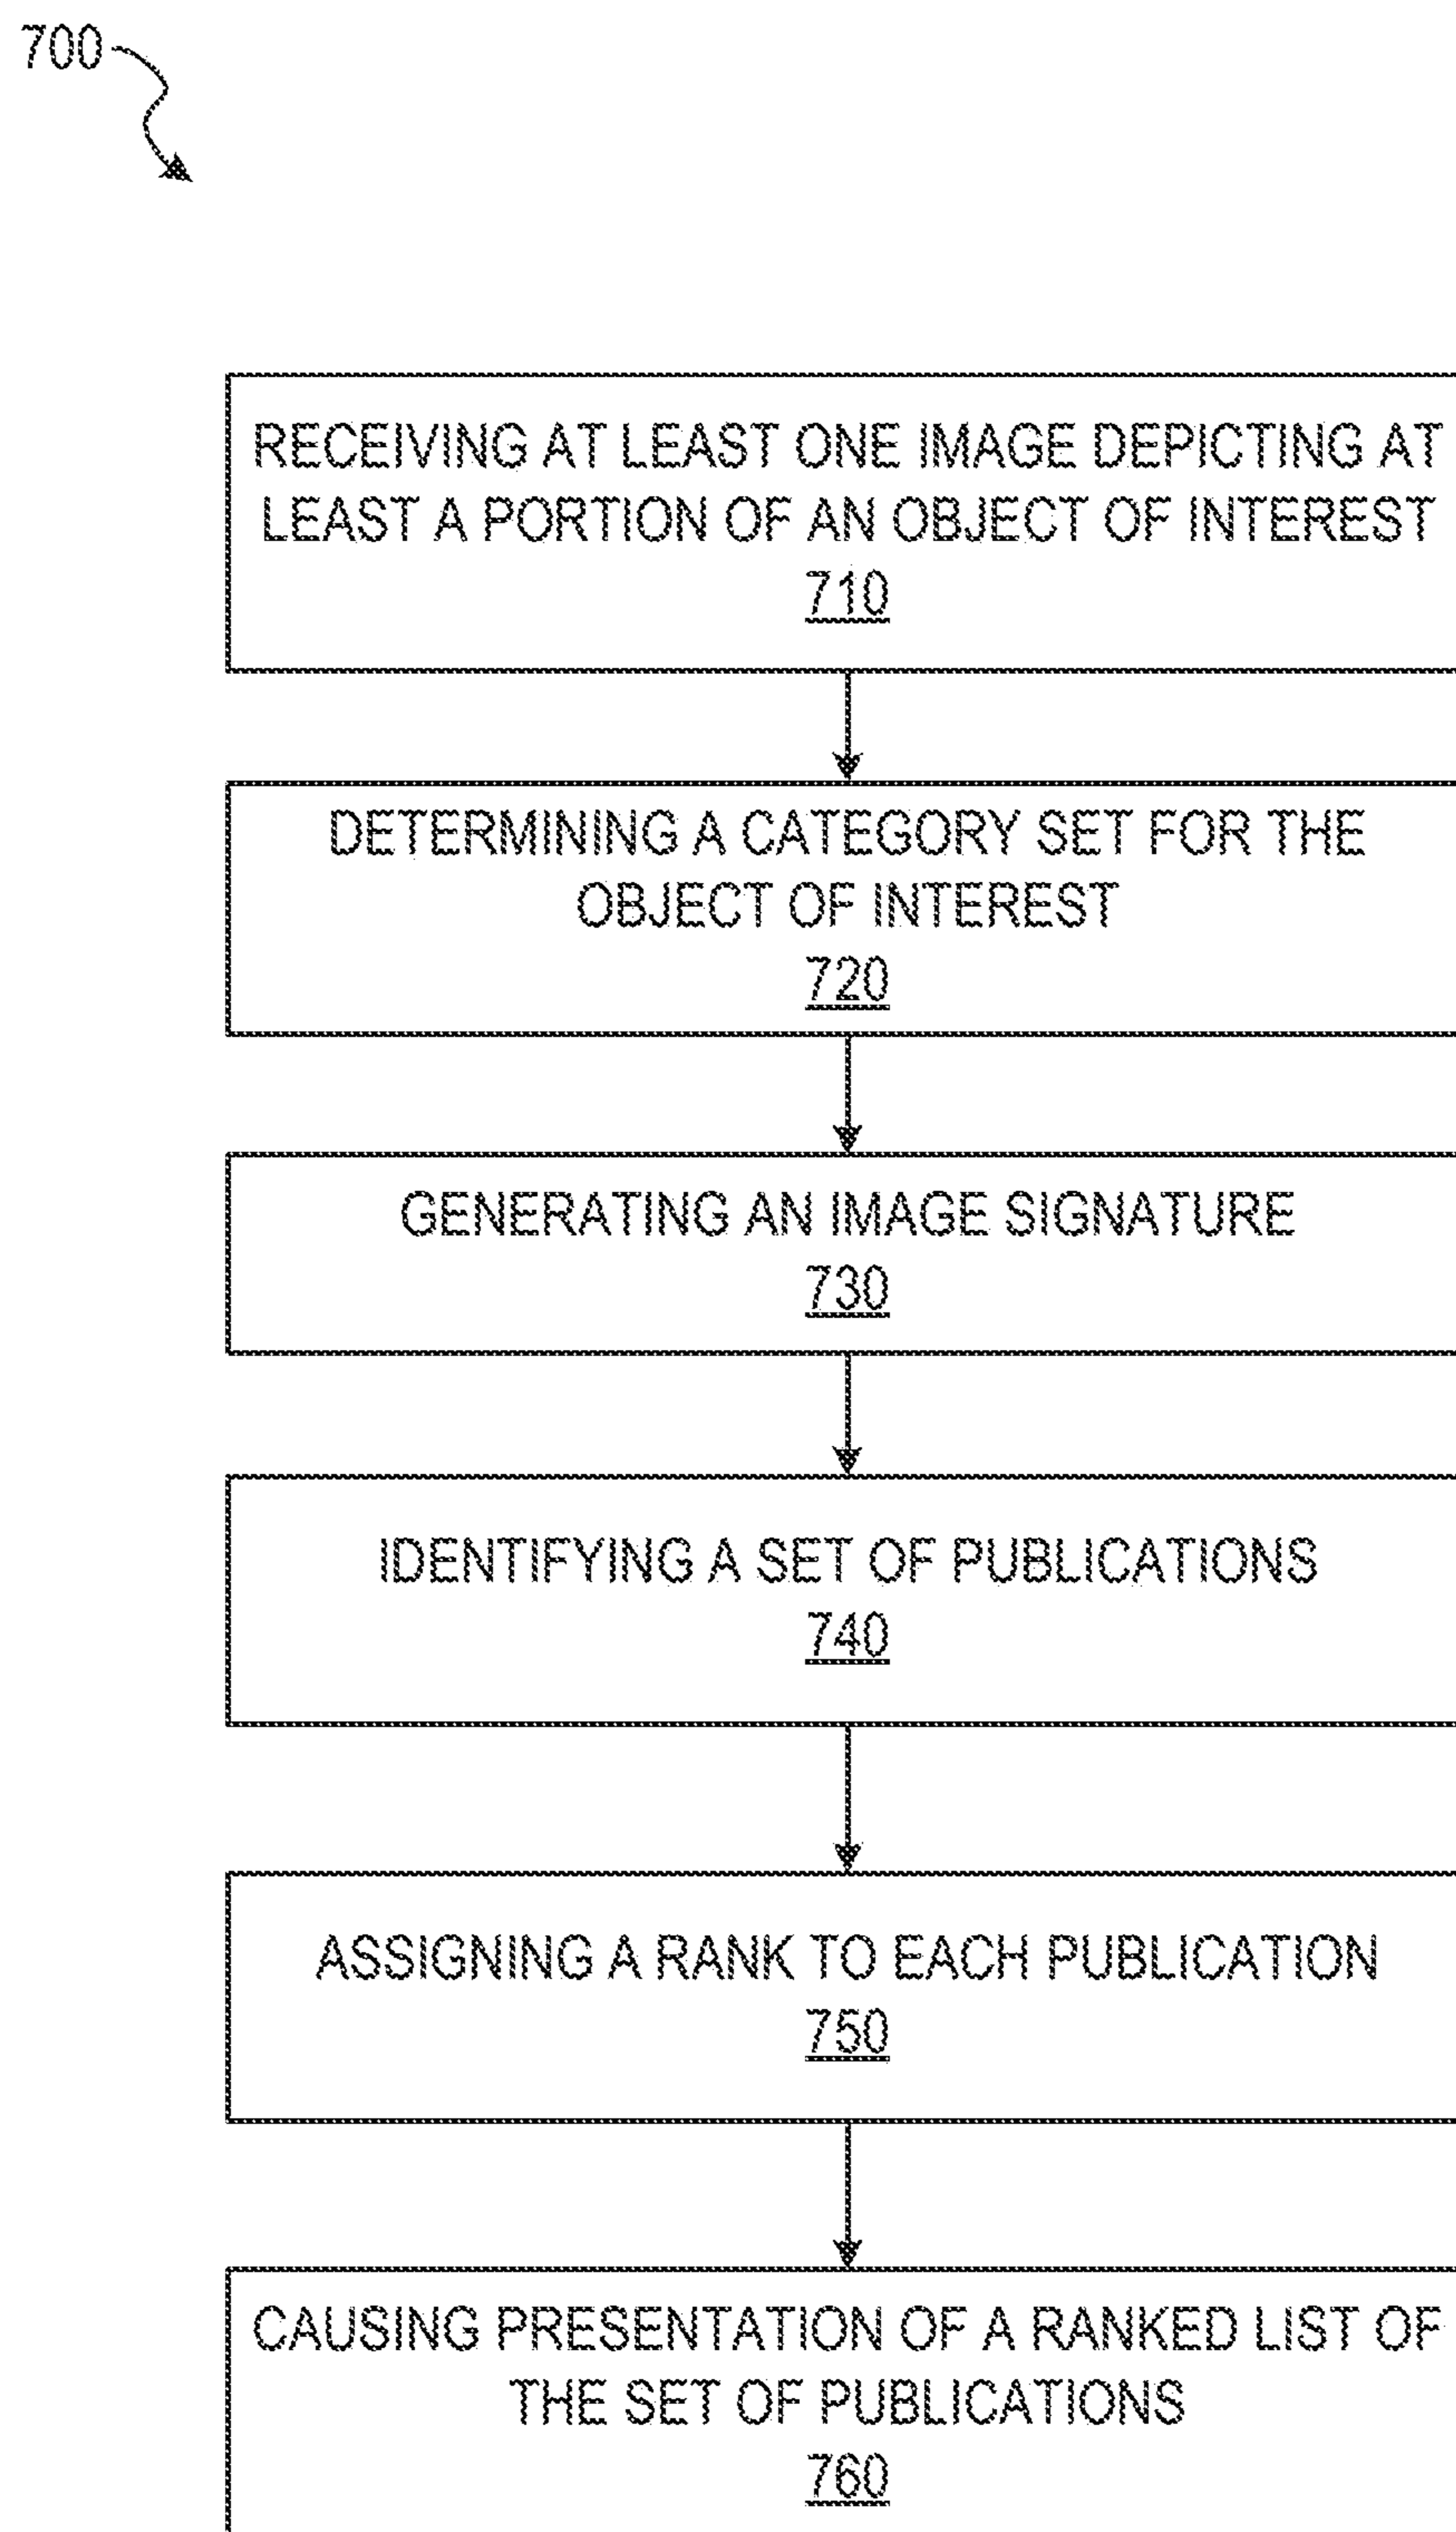 700
RECEIVING AT LEAST ONE IMAGE DEPICTING AT
LEAST A PORTION OF AN OBJECT OF INTEREST
710
DETERMINING A CATEGORY SET FOR THE
OBJECT OF INTEREST
720
GENERATING AN IMAGE SIGNATURE
730
IDENTIFYING A SET OF PUBLICATIONS
740
ASSIGNING A RANK TO EACH PUBLICATION
750
CAUSING PRESENTATION OF A RANKED LIST OF
THE SET OF PUBLICATIONS
760